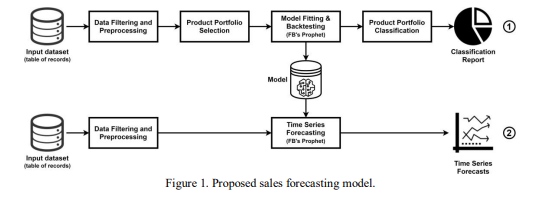 Data Filtering and
Preprocessing
Product Portfolio
Selection
Model Fitting &
Backtesting
(FB's Prophet)
Product Portfolio
Classification
①
Input dataset
(table of records)
Classification
Report
Model
Data Filtering and
Preprocessing
Time Series
Forecasting
(FB's Prophet)
②
Input dataset
(table of records)
Time Series
Forecasts
Figure 1. Proposed sales forecasting model.